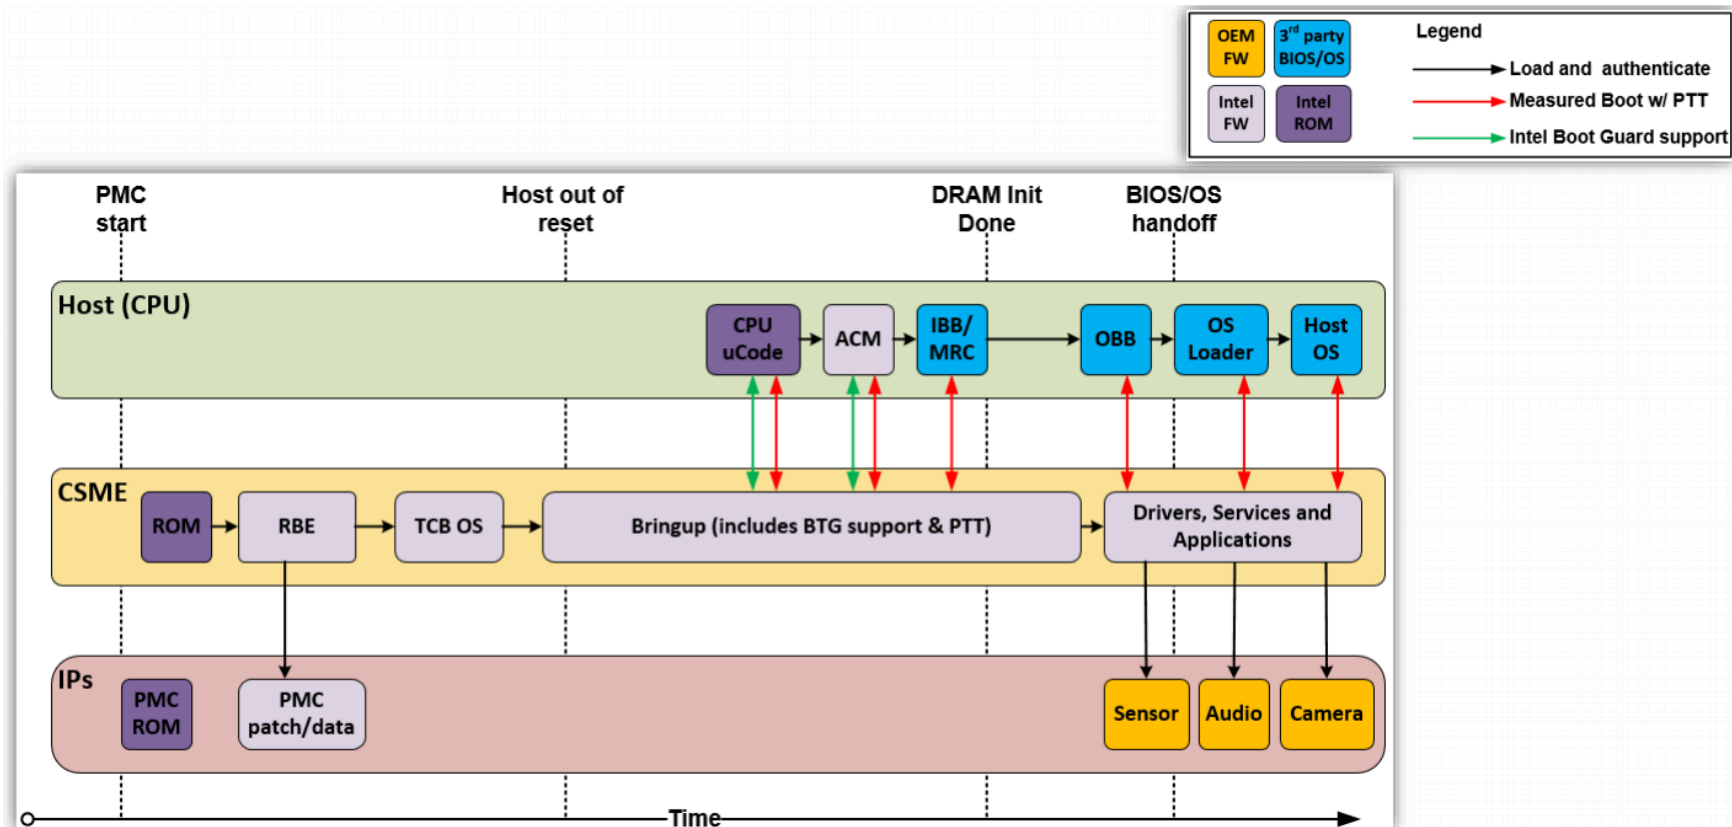 OEM
FW
3rd party
BIOS/OS
Intel
FW
Intel
ROM
Legend
Load and authenticate
Measured Boot w/ PTT
Intel Boot Guard support
PMC
start
Host out of
reset
DRAM Init
Done
BIOS/OS
handoff
Host (CPU)
CPU
uCode
ACM
IBB/
MRC
OBB
OS
Loader
Host
OS
CSME
ROM
RBE
TCB OS
Bringup (includes BTG support & PTT)
Drivers, Services and
Applications
IPs
PMC
ROM
PMC
patch/data
Sensor
Audio
Camera
Time